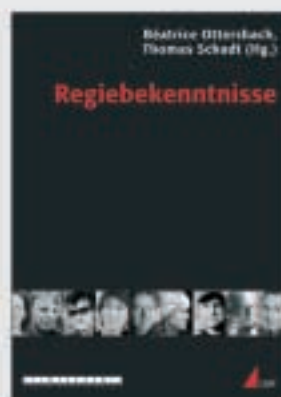 Béatrice Ottersbach,
Thomas Schadt (Hg.)
Regiebekenntnisse